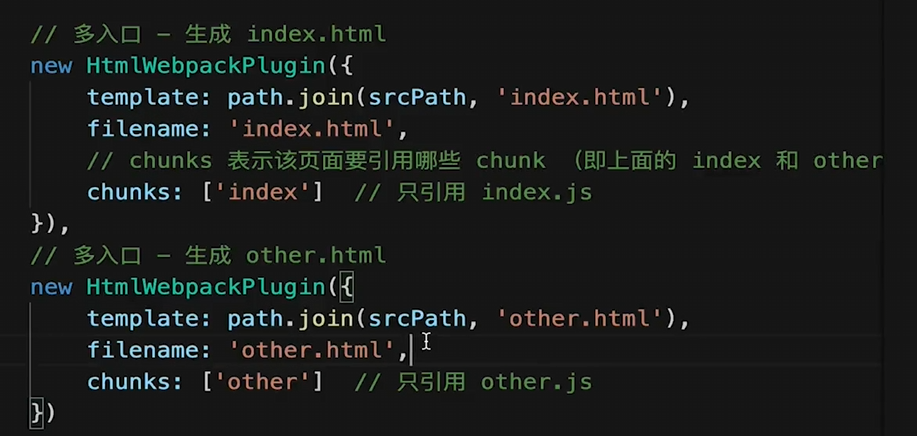 // 多入口 - 生成 index.html
new HtmlWebpackPlugin({
    template: path.join(srcPath, 'index.html'),
    filename: 'index.html',
    // chunks 表示该页面要引用哪些 chunk （即上面的 index 和 other
    chunks: ['index']  // 只引用 index.js
}),
// 多入口 - 生成 other.html
new HtmlWebpackPlugin({
    template: path.join(srcPath, 'other.html'),
    filename: 'other.html',
    chunks: ['other']  // 只引用 other.js
})